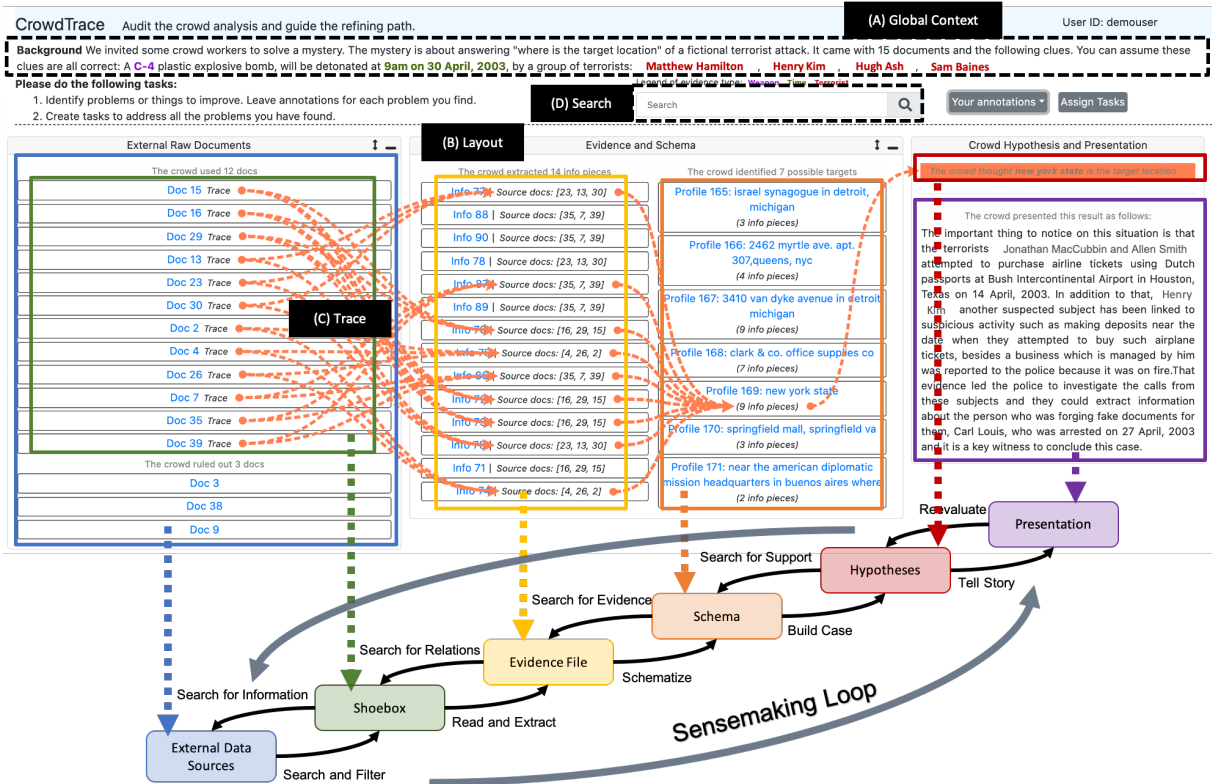 CrowdTrace Audit the crowd analysis and guide the refining path.
(A) Global Context
User ID: demouser
Background We invited some crowd workers to solve a mystery. The mystery is about answering "where is the target location" of a fictional terrorist attack. It came with 15 documents and the following clues. You can assume these
clues are all correct: A C-4 plastic explosive bomb, will be detonated at 9am on 30 April, 2003, by a group of terrorists: Matthew Hamilton , Henry Kim , Hugh Ash , Sam Baines
Please do the following tasks:
1. Identify problems or things to improve. Leave annotations for each problem you find.
2. Create tasks to address all the problems you have found.
Legend of evidence type: Weapon Time Terrorist
(D) Search
Search
Your annotations
Assign Tasks
External Raw Documents
The crowd used 12 docs
Doc 15 Trace
Doc 16 Trace
Doc 29 Trace
Doc 13 Trace
Doc 23 Trace
Doc 30 Trace
Doc 2 Trace
Doc 4 Trace
Doc 26 Trace
Doc 7 Trace
Doc 35 Trace
Doc 39 Trace
The crowd ruled out 3 docs
Doc 3
Doc 38
Doc 9
(C) Trace
(B) Layout
Evidence and Schema
The crowd extracted 14 info pieces
Info 77 | Source docs: [23, 13, 30]
Info 88 | Source docs: [35, 7, 39]
Info 90 | Source docs: [35, 7, 39]
Info 78 | Source docs: [23, 13, 30]
Info 87 | Source docs: [35, 7, 39]
Info 89 | Source docs: [35, 7, 39]
Info Source docs: [16, 29, 15]
Info Source docs: [4, 26, 2]
Info Source docs: [35, 7, 39]
Info Source docs: [16, 29, 15]
Info Source docs: [16, 29, 15]
Info Source docs: [23, 13, 30]
Info 71 | Source docs: [16, 29, 15]
Info Source docs: [4, 26, 2]
The crowd identified 7 possible targets
Profile 165: israel synagogue in detroit,
michigan
(3 info pieces)
Profile 166: 2462 myrtle ave. apt.
307,queens, nyc
(4 info pieces)
Profile 167: 3410 van dyke avenue in detroit
michigan
(9 info pieces)
Profile 168: clark & co. office supplies co
(7 info pieces)
Profile 169: new york state
(9 info pieces)
Profile 170: springfield mall, springfield va
(3 info pieces)
Profile 171: near the american diplomatic
mission headquarters in buenos aires where
(2 info pieces)
Crowd Hypothesis and Presentation
The crowd thought new york state is the target location
The crowd presented this result as follows:
The important thing to notice on this situation is that
the terrorists Jonathan MacCubbin and Allen Smith
attempted to purchase airline tickets using Dutch
passports at Bush Intercontinental Airport in Houston,
Texas on 14 April, 2003. In addition to that, Henry
Kim another suspected subject has been linked to
suspicious activity such as making deposits near the
date when they attempted to buy such airplane
tickets, besides a business which is managed by him
was reported to the police because it was on fire.That
evidence led the police to investigate the calls from
these subjects and they could extract information
about the person who was forging fake documents for
them, Carl Louis, who was arrested on 27 April, 2003
and it is a key witness to conclude this case.
Reevaluate
Presentation
Search for Support
Hypotheses
Tell Story
Search for Evidence
Schema
Build Case
Search for Relations
Evidence File
Schematize
Search for Information
Shoebox
Read and Extract
External Data
Sources
Search and Filter
Sensemaking Loop